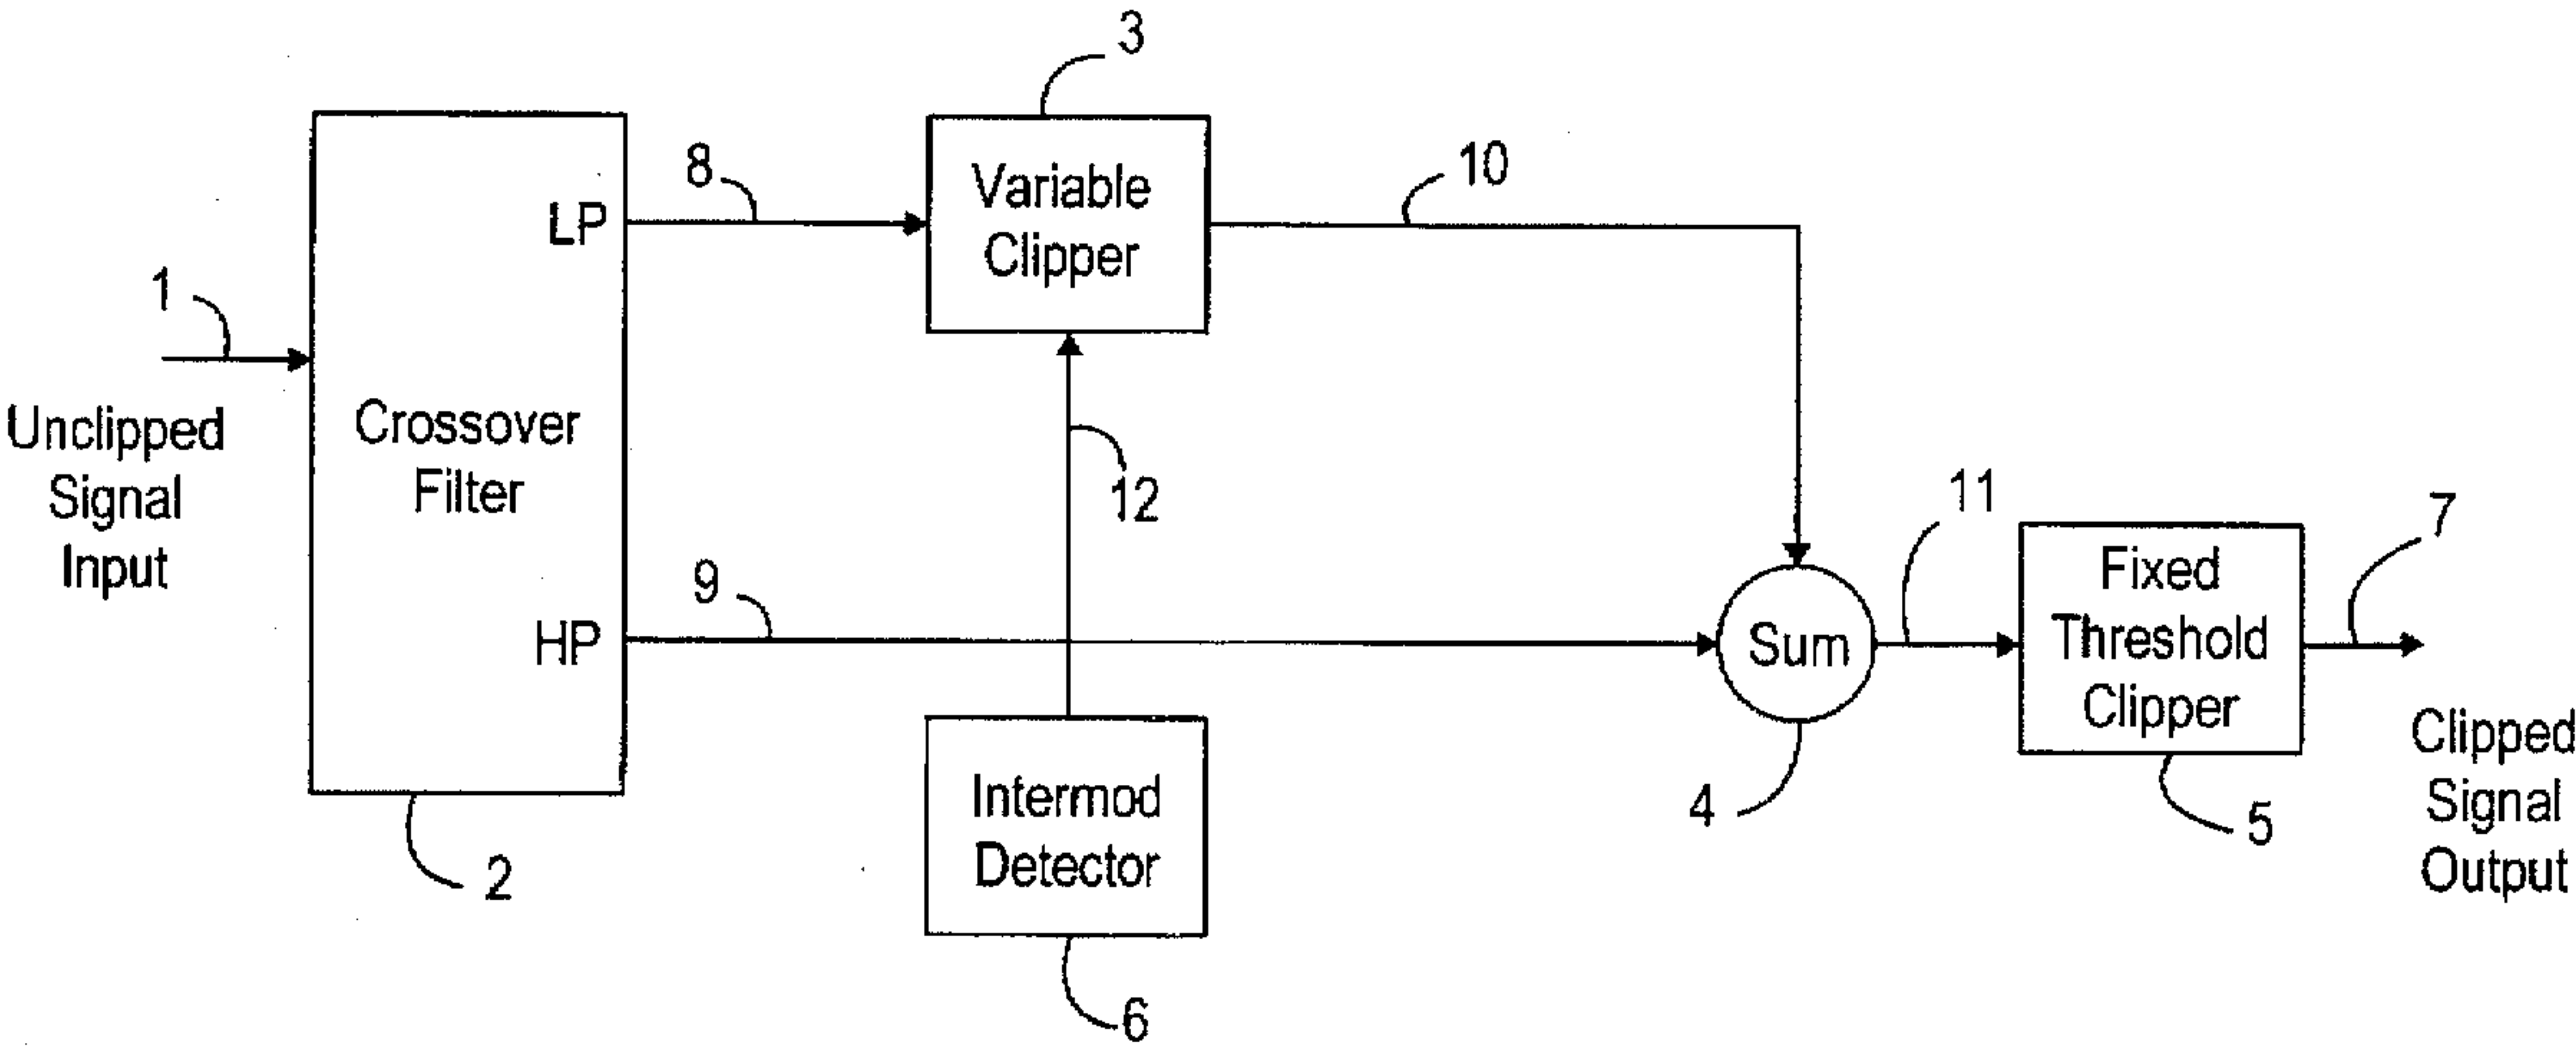 3
8
Variable
Clipper
10
LP
1
Unclipped
Signal
Input
Crossover
Filter
12
9
HP
11
7
Sum
Fixed
Threshold
Clipper
Clipped
Signal
Output
Intermod
Detector
4
5
2
6